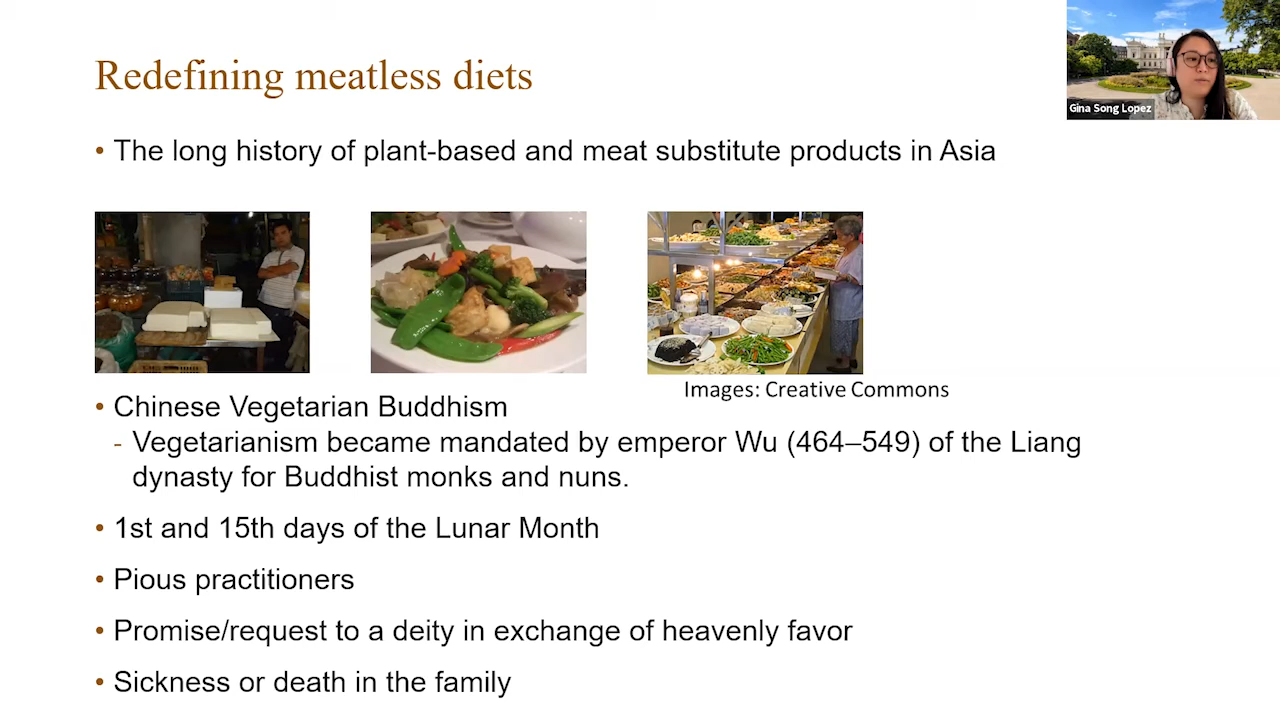 Redefining meatless diets
Gina Song Lopez
• The long history of plant-based and meat substitute products in Asia
Images: Creative Commons
• Chinese Vegetarian Buddhism
- Vegetarianism became mandated by emperor Wu (464–549) of the Liang
dynasty for Buddhist monks and nuns.
• 1st and 15th days of the Lunar Month
• Pious practitioners
• Promise/request to a deity in exchange of heavenly favor
• Sickness or death in the family